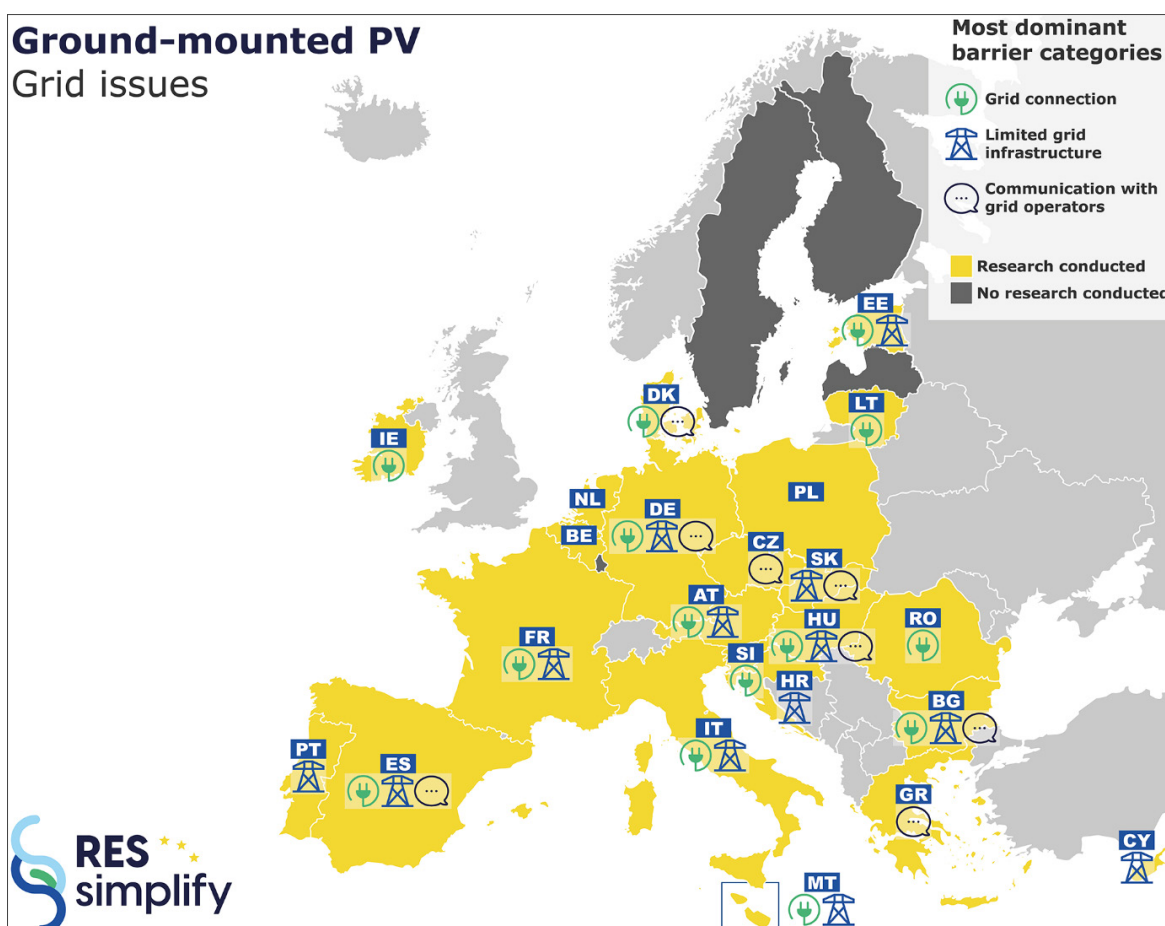 Ground-mounted PV
Grid issues
Most dominant
barrier categories
Grid connection
Limited grid
infrastructure
Communication with
grid operators
Research conducted
No research conducted
EE
DK
LT
IE
NL
DE
PL
BE
CZ
SK
AT
HU
RO
FR
SI
HR
BG
IT
PT
ES
GR
CY
MT
RES
simplify